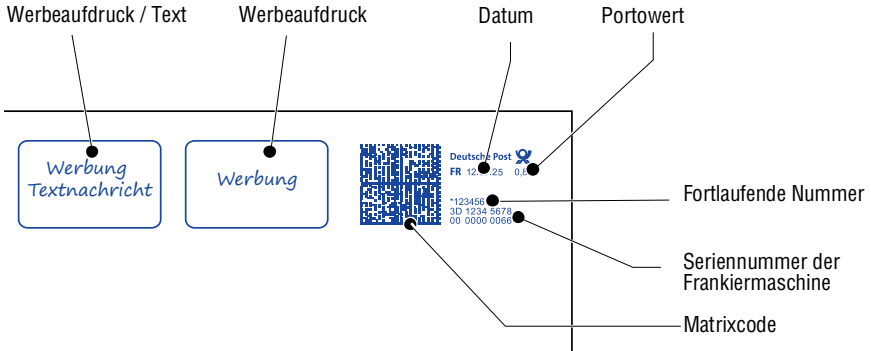 Werbeaufdruck / Text
Werbeaufdruck
Datum
Portowert
Werbung
Textnachricht
Werbung
Deutsche Post
FR 25
*123456
3D 1234 5678
00 0000 0066
Fortlaufende Nummer
Seriennummer der
Frankiermaschine
Matrixcode